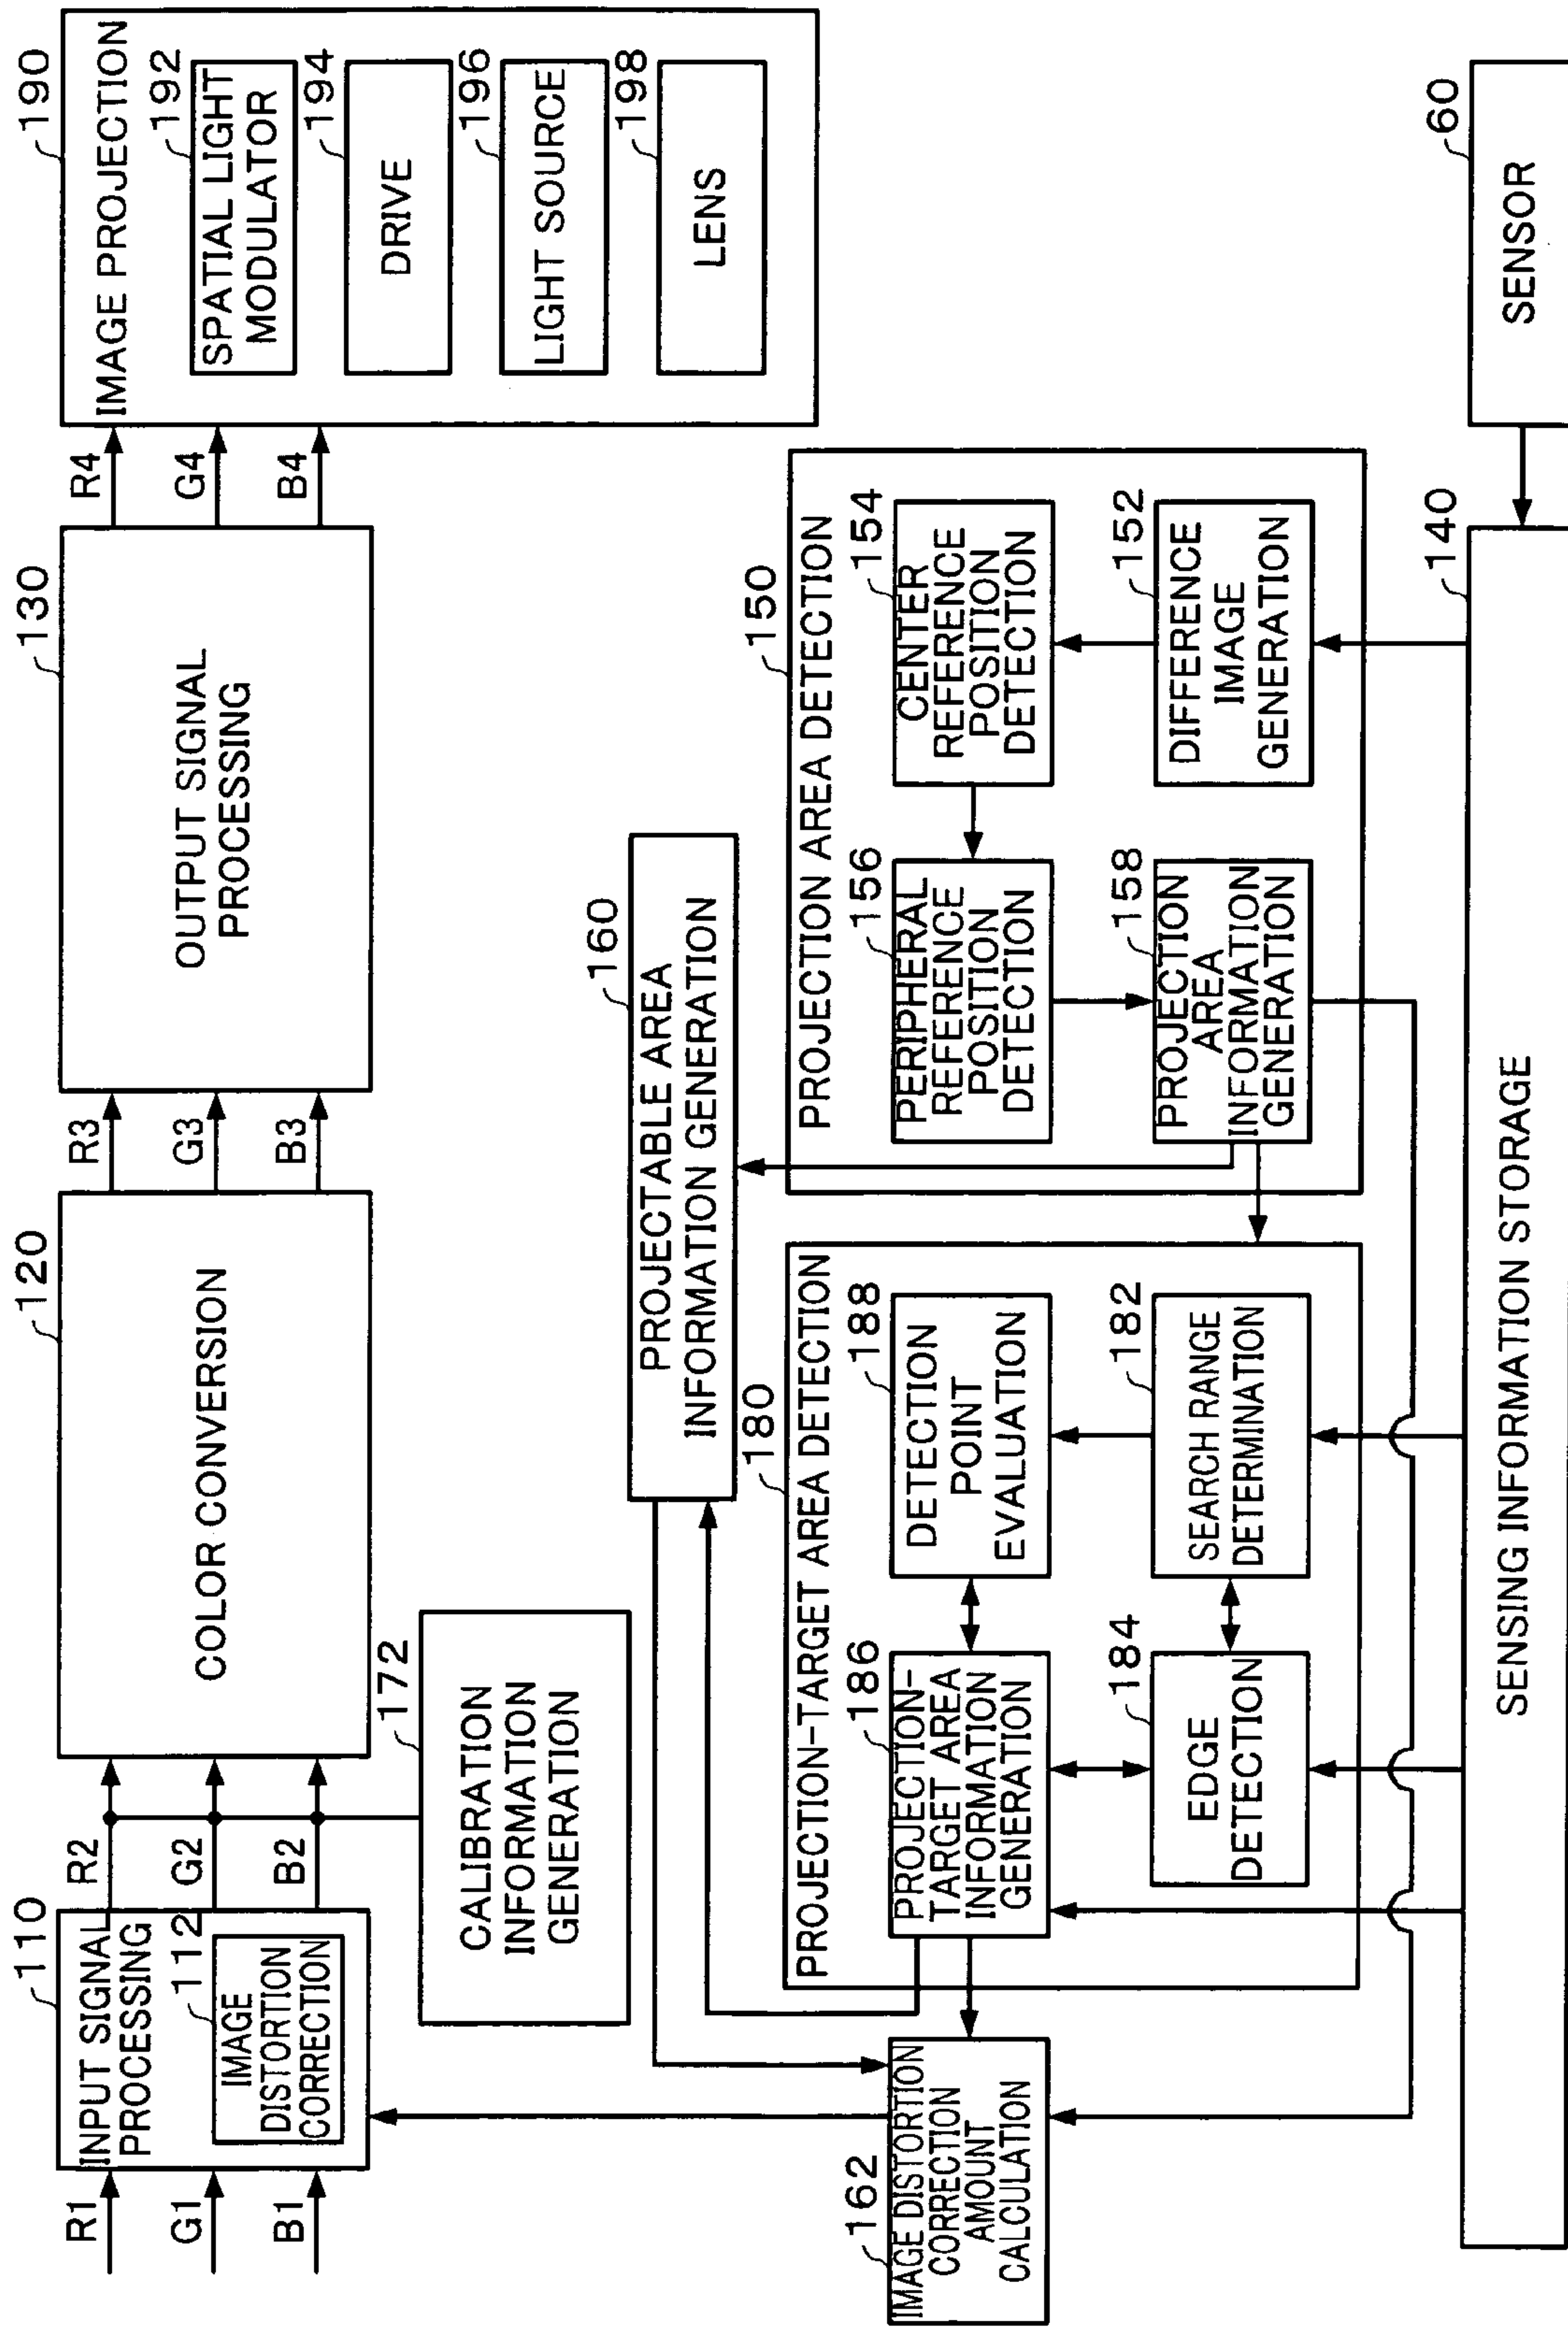 R1
G1
B1
110
INPUT SIGNAL
PROCESSING
112
IMAGE
DISTORTION
CORRECTION
R2
G2
B2
120
COLOR CONVERSION
R3
G3
B3
130
OUTPUT SIGNAL
PROCESSING
R4
G4
B4
190
IMAGE PROJECTION
192
SPATIAL LIGHT
MODULATOR
194
DRIVE
196
LIGHT SOURCE
198
LENS
172
CALIBRATION
INFORMATION
GENERATION
160
PROJECTABLE AREA
INFORMATION GENERATION
162
IMAGE DISTORTION
CORRECTION
AMOUNT
CALCULATION
180
PROJECTION-TARGET AREA DETECTION
186
PROJECTION-
TARGET AREA
INFORMATION
GENERATION
188
DETECTION
POINT
EVALUATION
184
EDGE
DETECTION
182
SEARCH RANGE
DETERMINATION
150
PROJECTION AREA DETECTION
156
PERIPHERAL
REFERENCE
POSITION
DETECTION
154
CENTER
REFERENCE
POSITION
DETECTION
158
PROJECTION
AREA
INFORMATION
GENERATION
152
DIFFERENCE
IMAGE
GENERATION
140
SENSING INFORMATION STORAGE
60
SENSOR